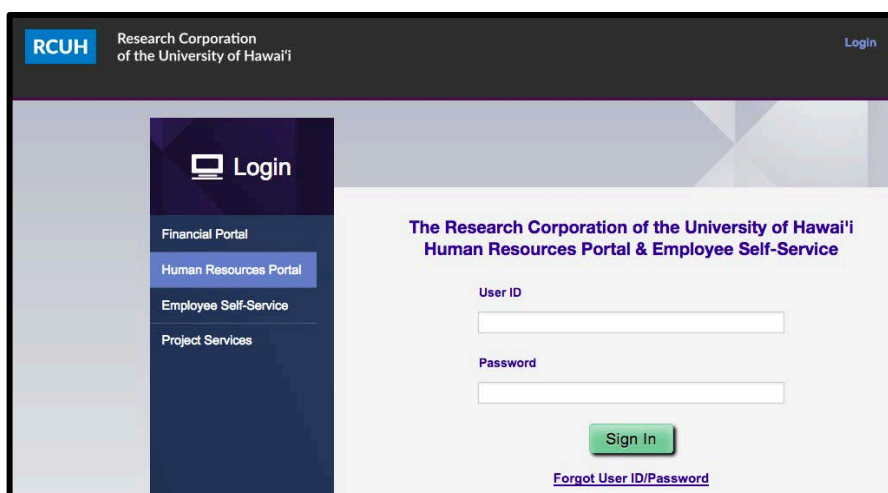 RCUH
Research Corporation
of the University of Hawai'i
Login
Login
Financial Portal
Human Resources Portal
Employee Self-Service
Project Services
The Research Corporation of the University of Hawai'i
Human Resources Portal & Employee Self-Service
User ID
Password
Sign In
Forgot User ID/Password